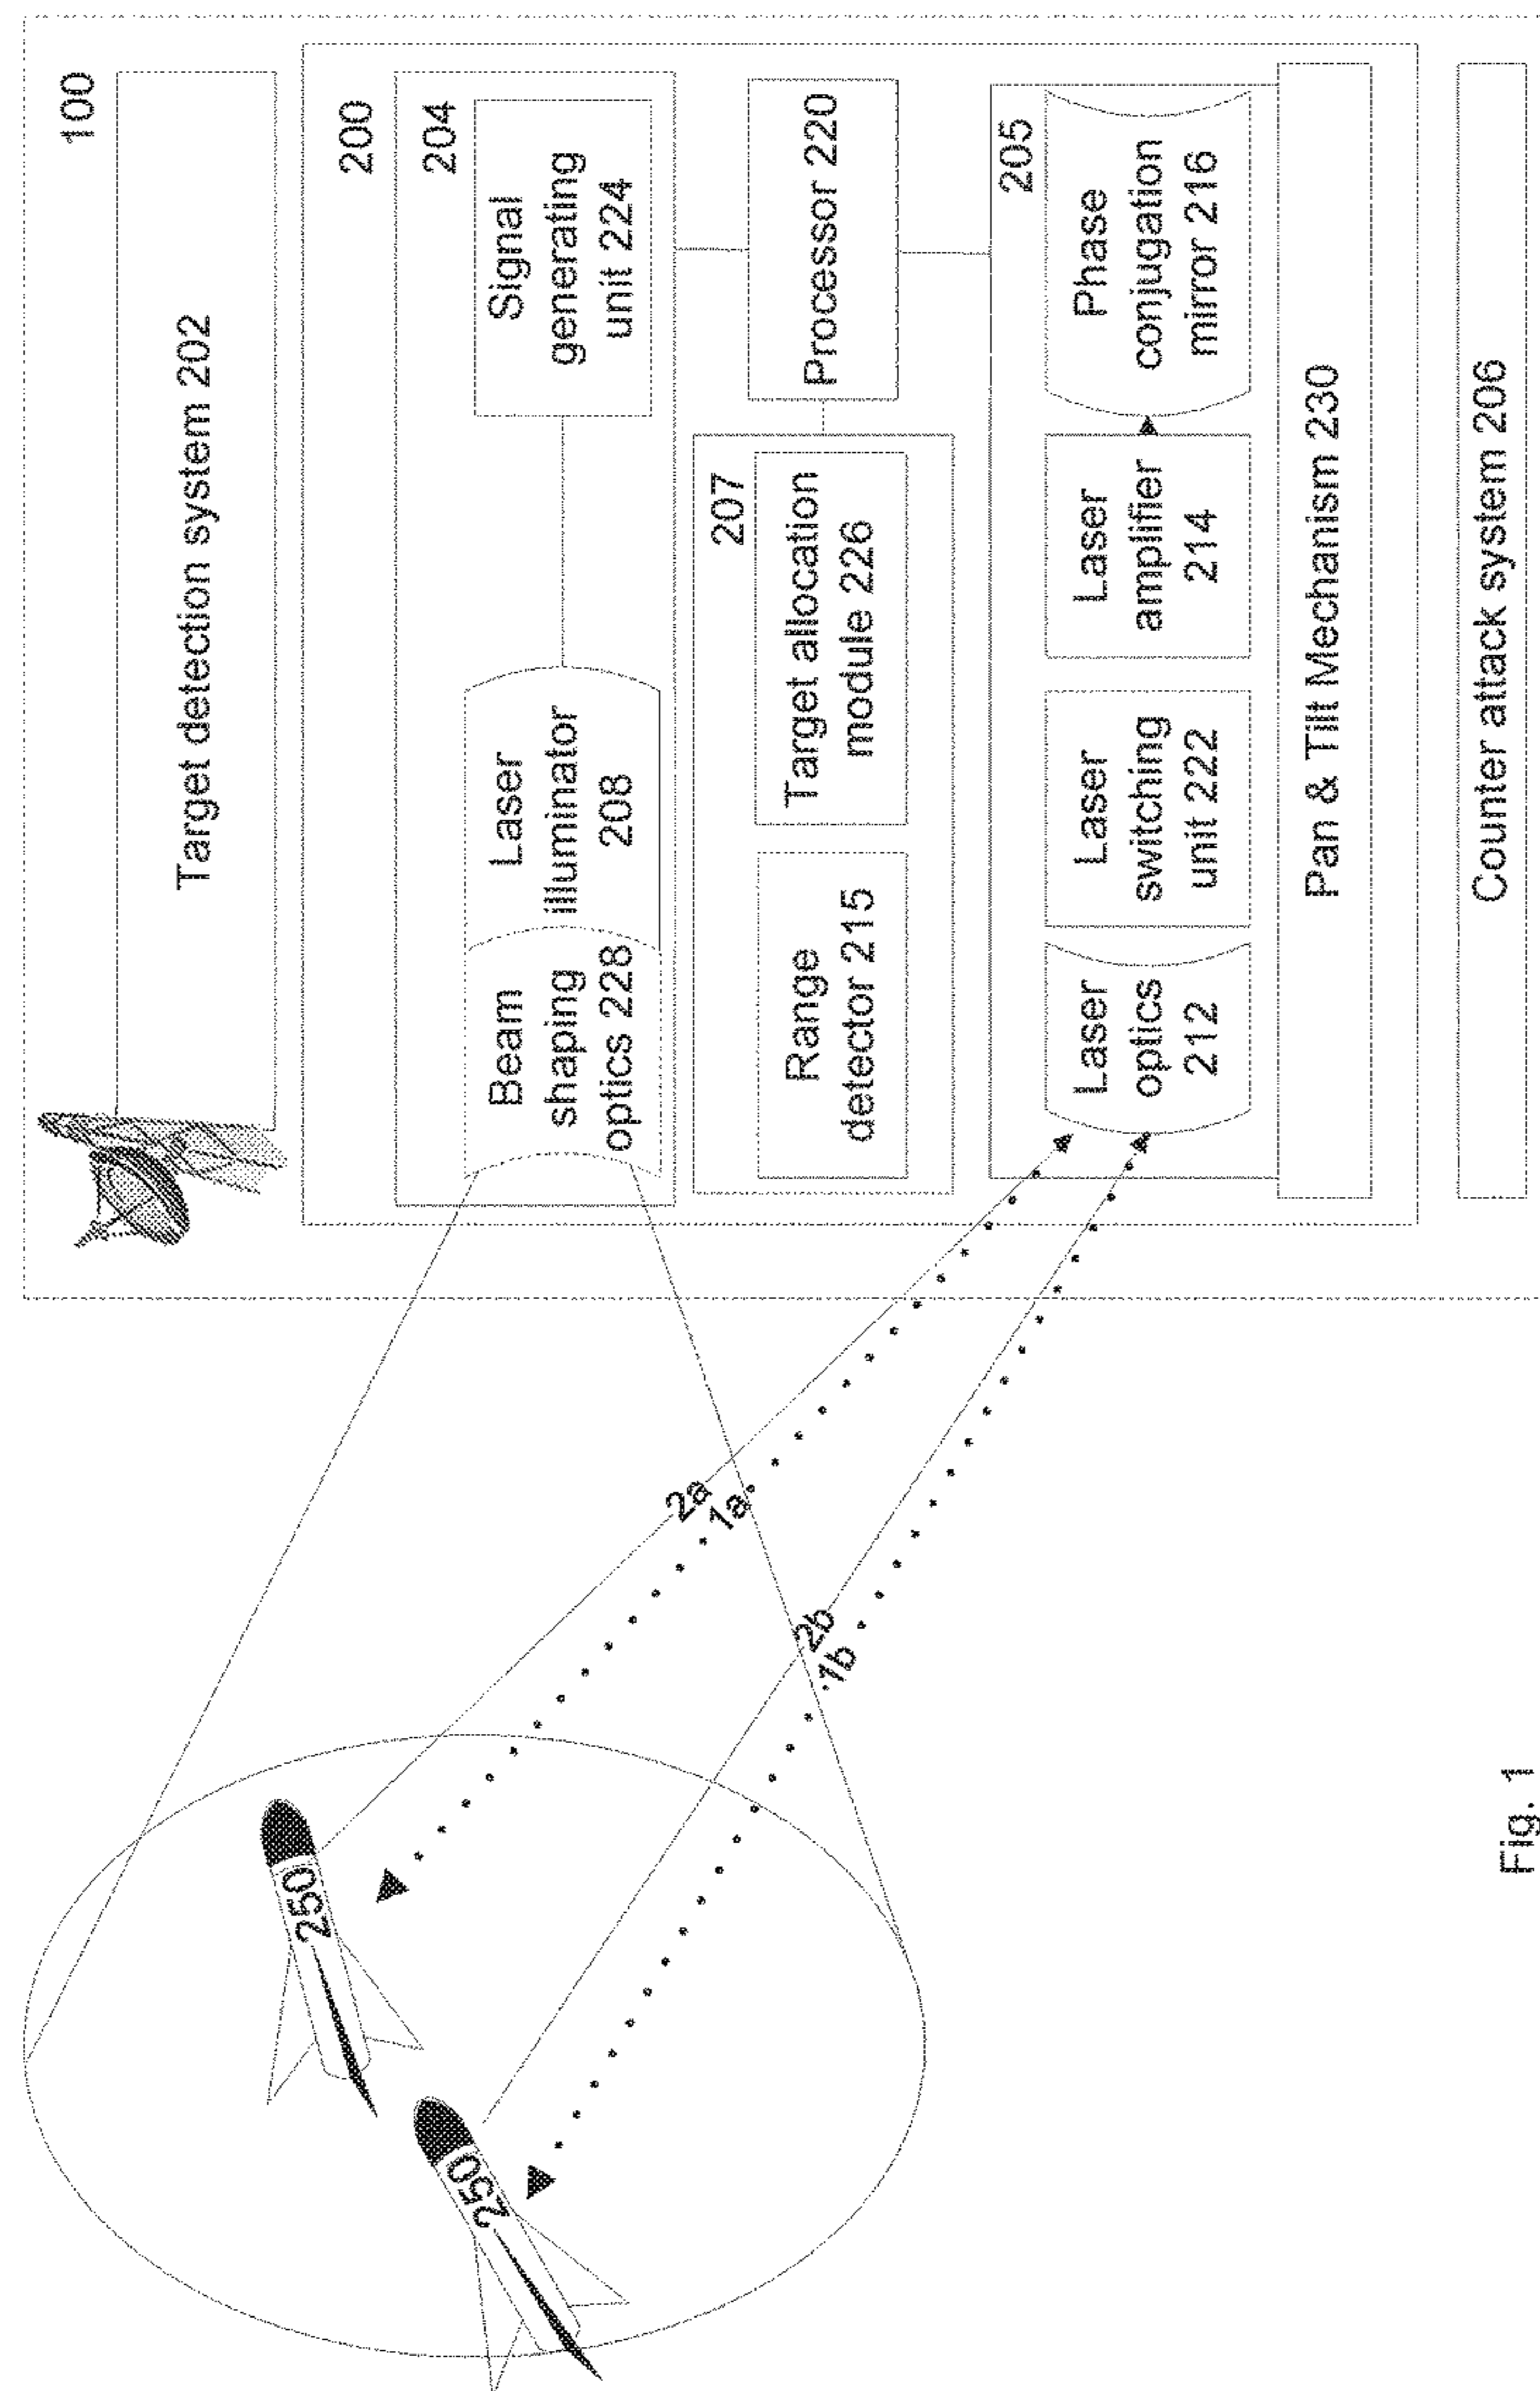 100
Target detection system 202
200
204
Beam
shaping
optics 228
Laser
illuminator
208
Signal
generating
unit 224
207
Range
detector 215
Target allocation
module 226
Processor 220
205
Laser
optics
212
Laser
switching
unit 222
Laser
amplifier
214
Phase
conjugation
mirror 216
Pan & Tilt Mechanism 230
Counter attack system 206
250
250
2a
1a
2b
1b
Fig. 1